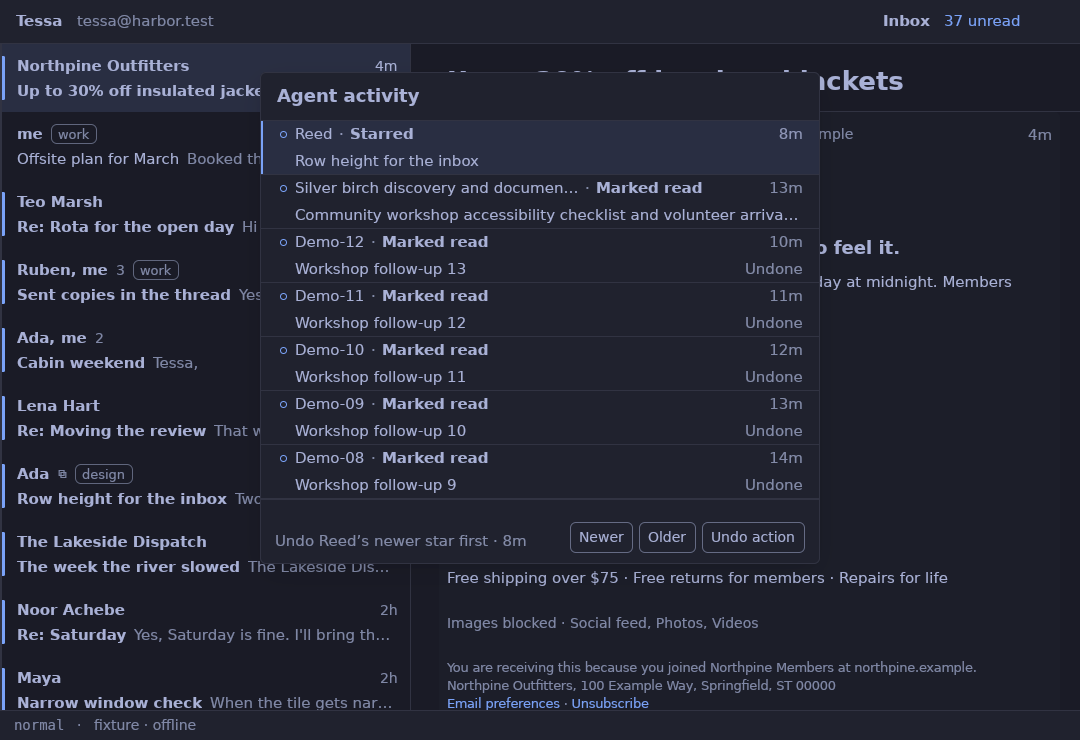 Tessa tessa@harbor.test Inbox 37 unread
Northpine Outfitters 4m
Up to 30% off insulated jacke
me work
Offsite plan for March Booked th
Teo Marsh
Re: Rota for the open day Hi
Ruben, me 3 work
Sent copies in the thread Yes
Ada, me 2
Cabin weekend Tessa,
Lena Hart
Re: Moving the review That w
Ada design
Row height for the inbox Two
The Lakeside Dispatch
The week the river slowed The Lakeside Dis…
Noor Achebe 2h
Re: Saturday Yes, Saturday is fine. I'll bring th…
Maya 2h
Narrow window check When the tile gets nar…
Agent activity
Reed · Starred 8m
Row height for the inbox
Silver birch discovery and documen… · Marked read 13m
Community workshop accessibility checklist and volunteer arriva…
Demo-12 · Marked read 10m
Workshop follow-up 13 Undone
Demo-11 · Marked read 11m
Workshop follow-up 12 Undone
Demo-10 · Marked read 12m
Workshop follow-up 11 Undone
Demo-09 · Marked read 13m
Workshop follow-up 10 Undone
Demo-08 · Marked read 14m
Workshop follow-up 9 Undone
Undo Reed’s newer star first · 8m Newer Older Undo action
ackets
mple 4m
o feel it.
day at midnight. Members
Free shipping over $75 · Free returns for members · Repairs for life
Images blocked · Social feed, Photos, Videos
You are receiving this because you joined Northpine Members at northpine.example.
Northpine Outfitters, 100 Example Way, Springfield, ST 00000
Email preferences · Unsubscribe
normal · fixture · offline